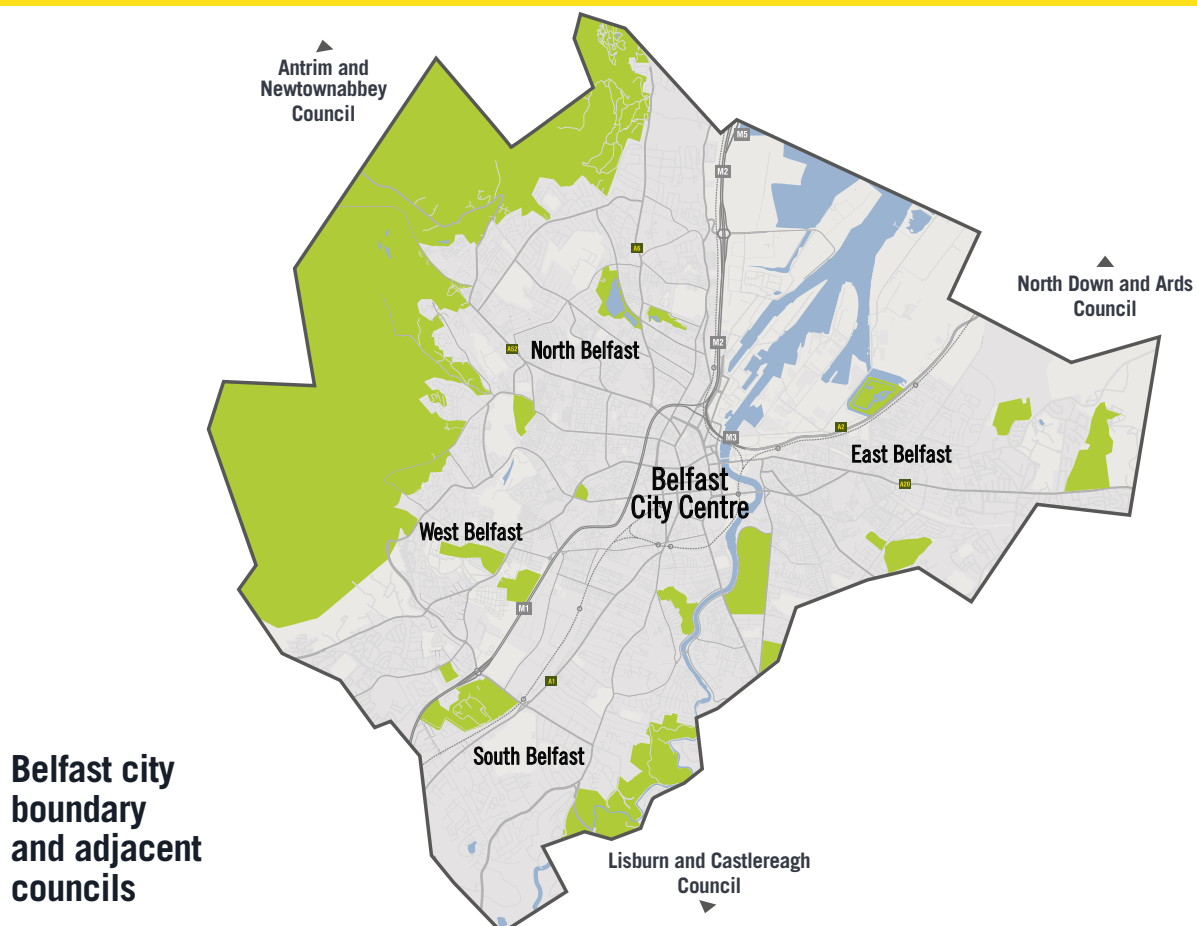 Antrim and
Newtownabbey
Council
M5
M2
A6
North Down and Ards
Council
M2
A52
North Belfast
A2
M3
East Belfast
Belfast
City Centre
A20
West Belfast
M1
A1
South Belfast
Belfast city
boundary
and adjacent
councils
Lisburn and Castlereagh
Council